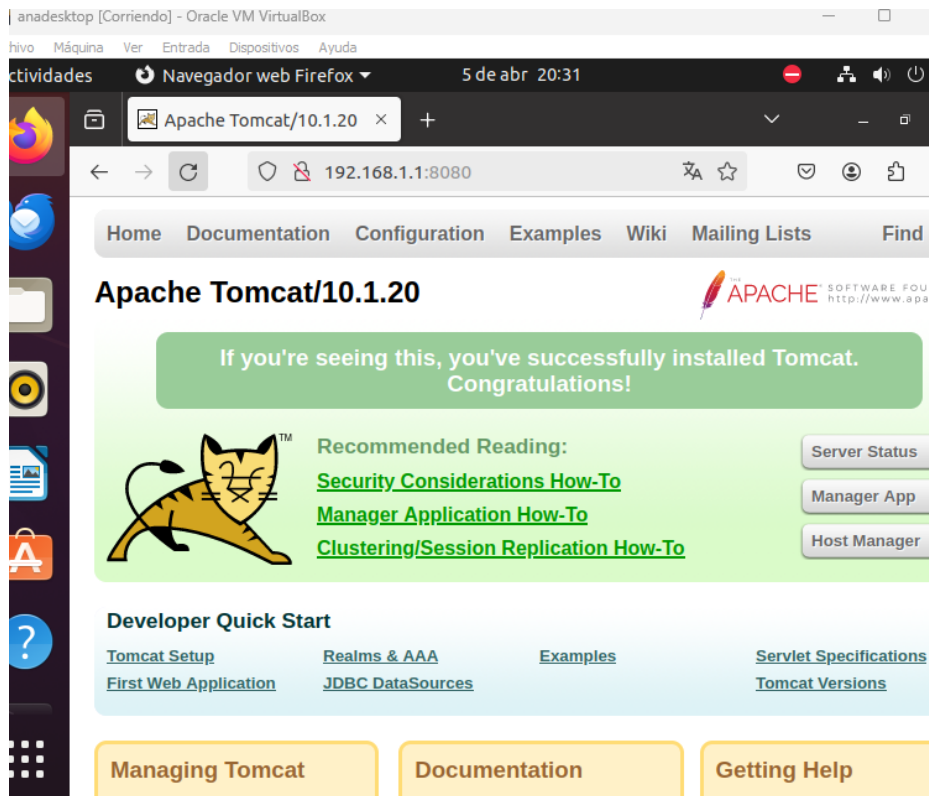 anadesktop [Corriendo] - Oracle VM VirtualBox
hivo Máquina Ver Entrada Dispositivos Ayuda
ctividades Navegador web Firefox 5 de abr 20:31
Apache Tomcat/10.1.20
192.168.1.1:8080
Home Documentation Configuration Examples Wiki Mailing Lists Find
Apache Tomcat/10.1.20
THE
APACHE SOFTWARE FOU
http://www.apa
If you're seeing this, you've successfully installed Tomcat.
Congratulations!
TM
Recommended Reading:
Security Considerations How-To
Manager Application How-To
Clustering/Session Replication How-To
Server Status
Manager App
Host Manager
Developer Quick Start
Tomcat Setup Realms & AAA Examples Servlet Specifications
First Web Application JDBC DataSources Tomcat Versions
Managing Tomcat Documentation Getting Help